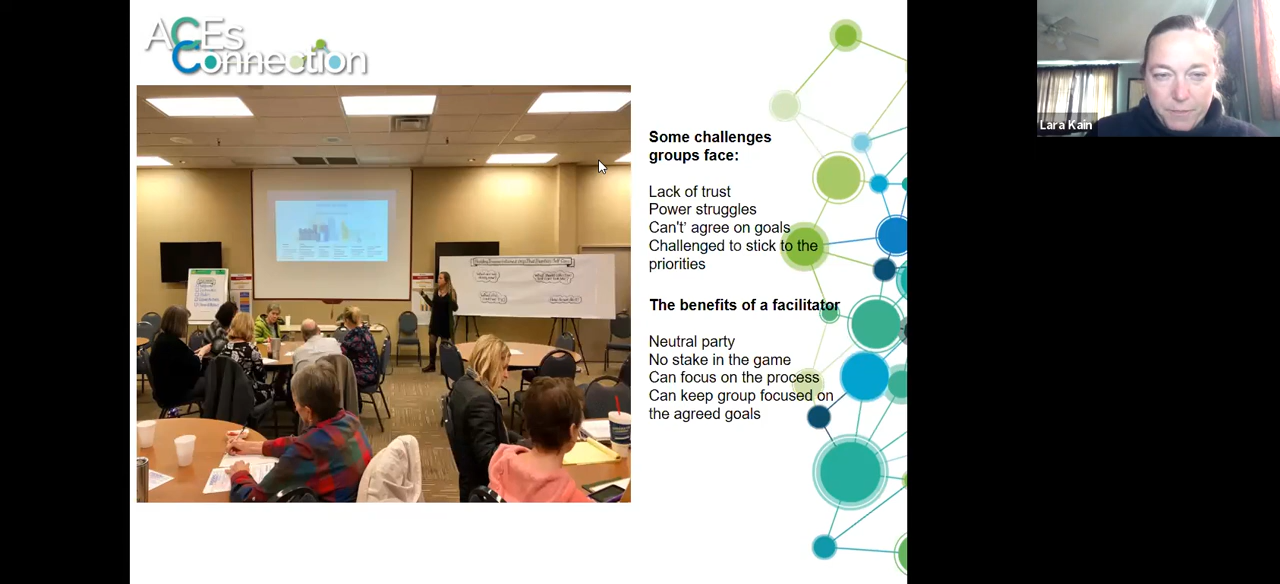 ACEs
Connection
Some challenges
groups face:
Lack of trust
Power struggles
Can't' agree on goals
Challenged to stick to the
priorities
The benefits of a facilitator
Neutral party
No stake in the game
Can focus on the process
Can keep group focused on
the agreed goals
Lara Kain